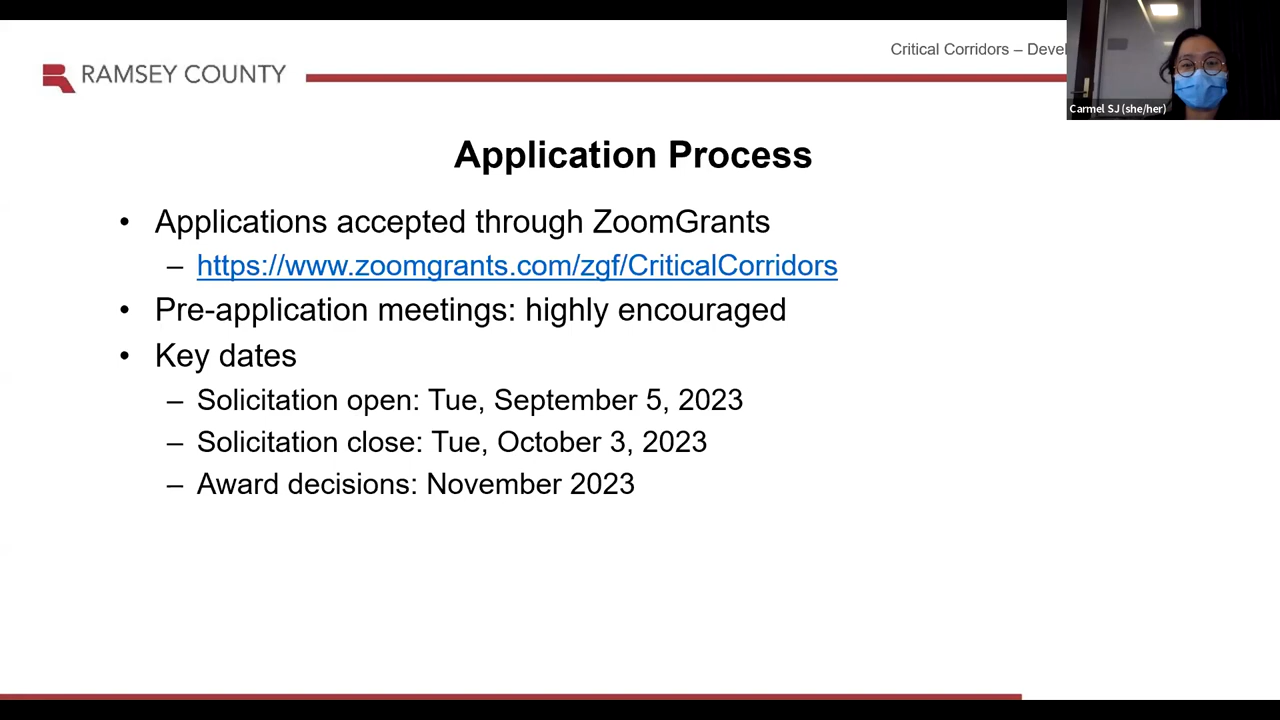 Critical Corridors –
RAMSEY COUNTY
Carmel SJ (she/her)
Application Process
• Applications accepted through ZoomGrants
– https://www.zoomgrants.com/zgf/CriticalCorridors
• Pre-application meetings: highly encouraged
• Key dates
– Solicitation open: Tue, September 5, 2023
– Solicitation close: Tue, October 3, 2023
– Award decisions: November 2023